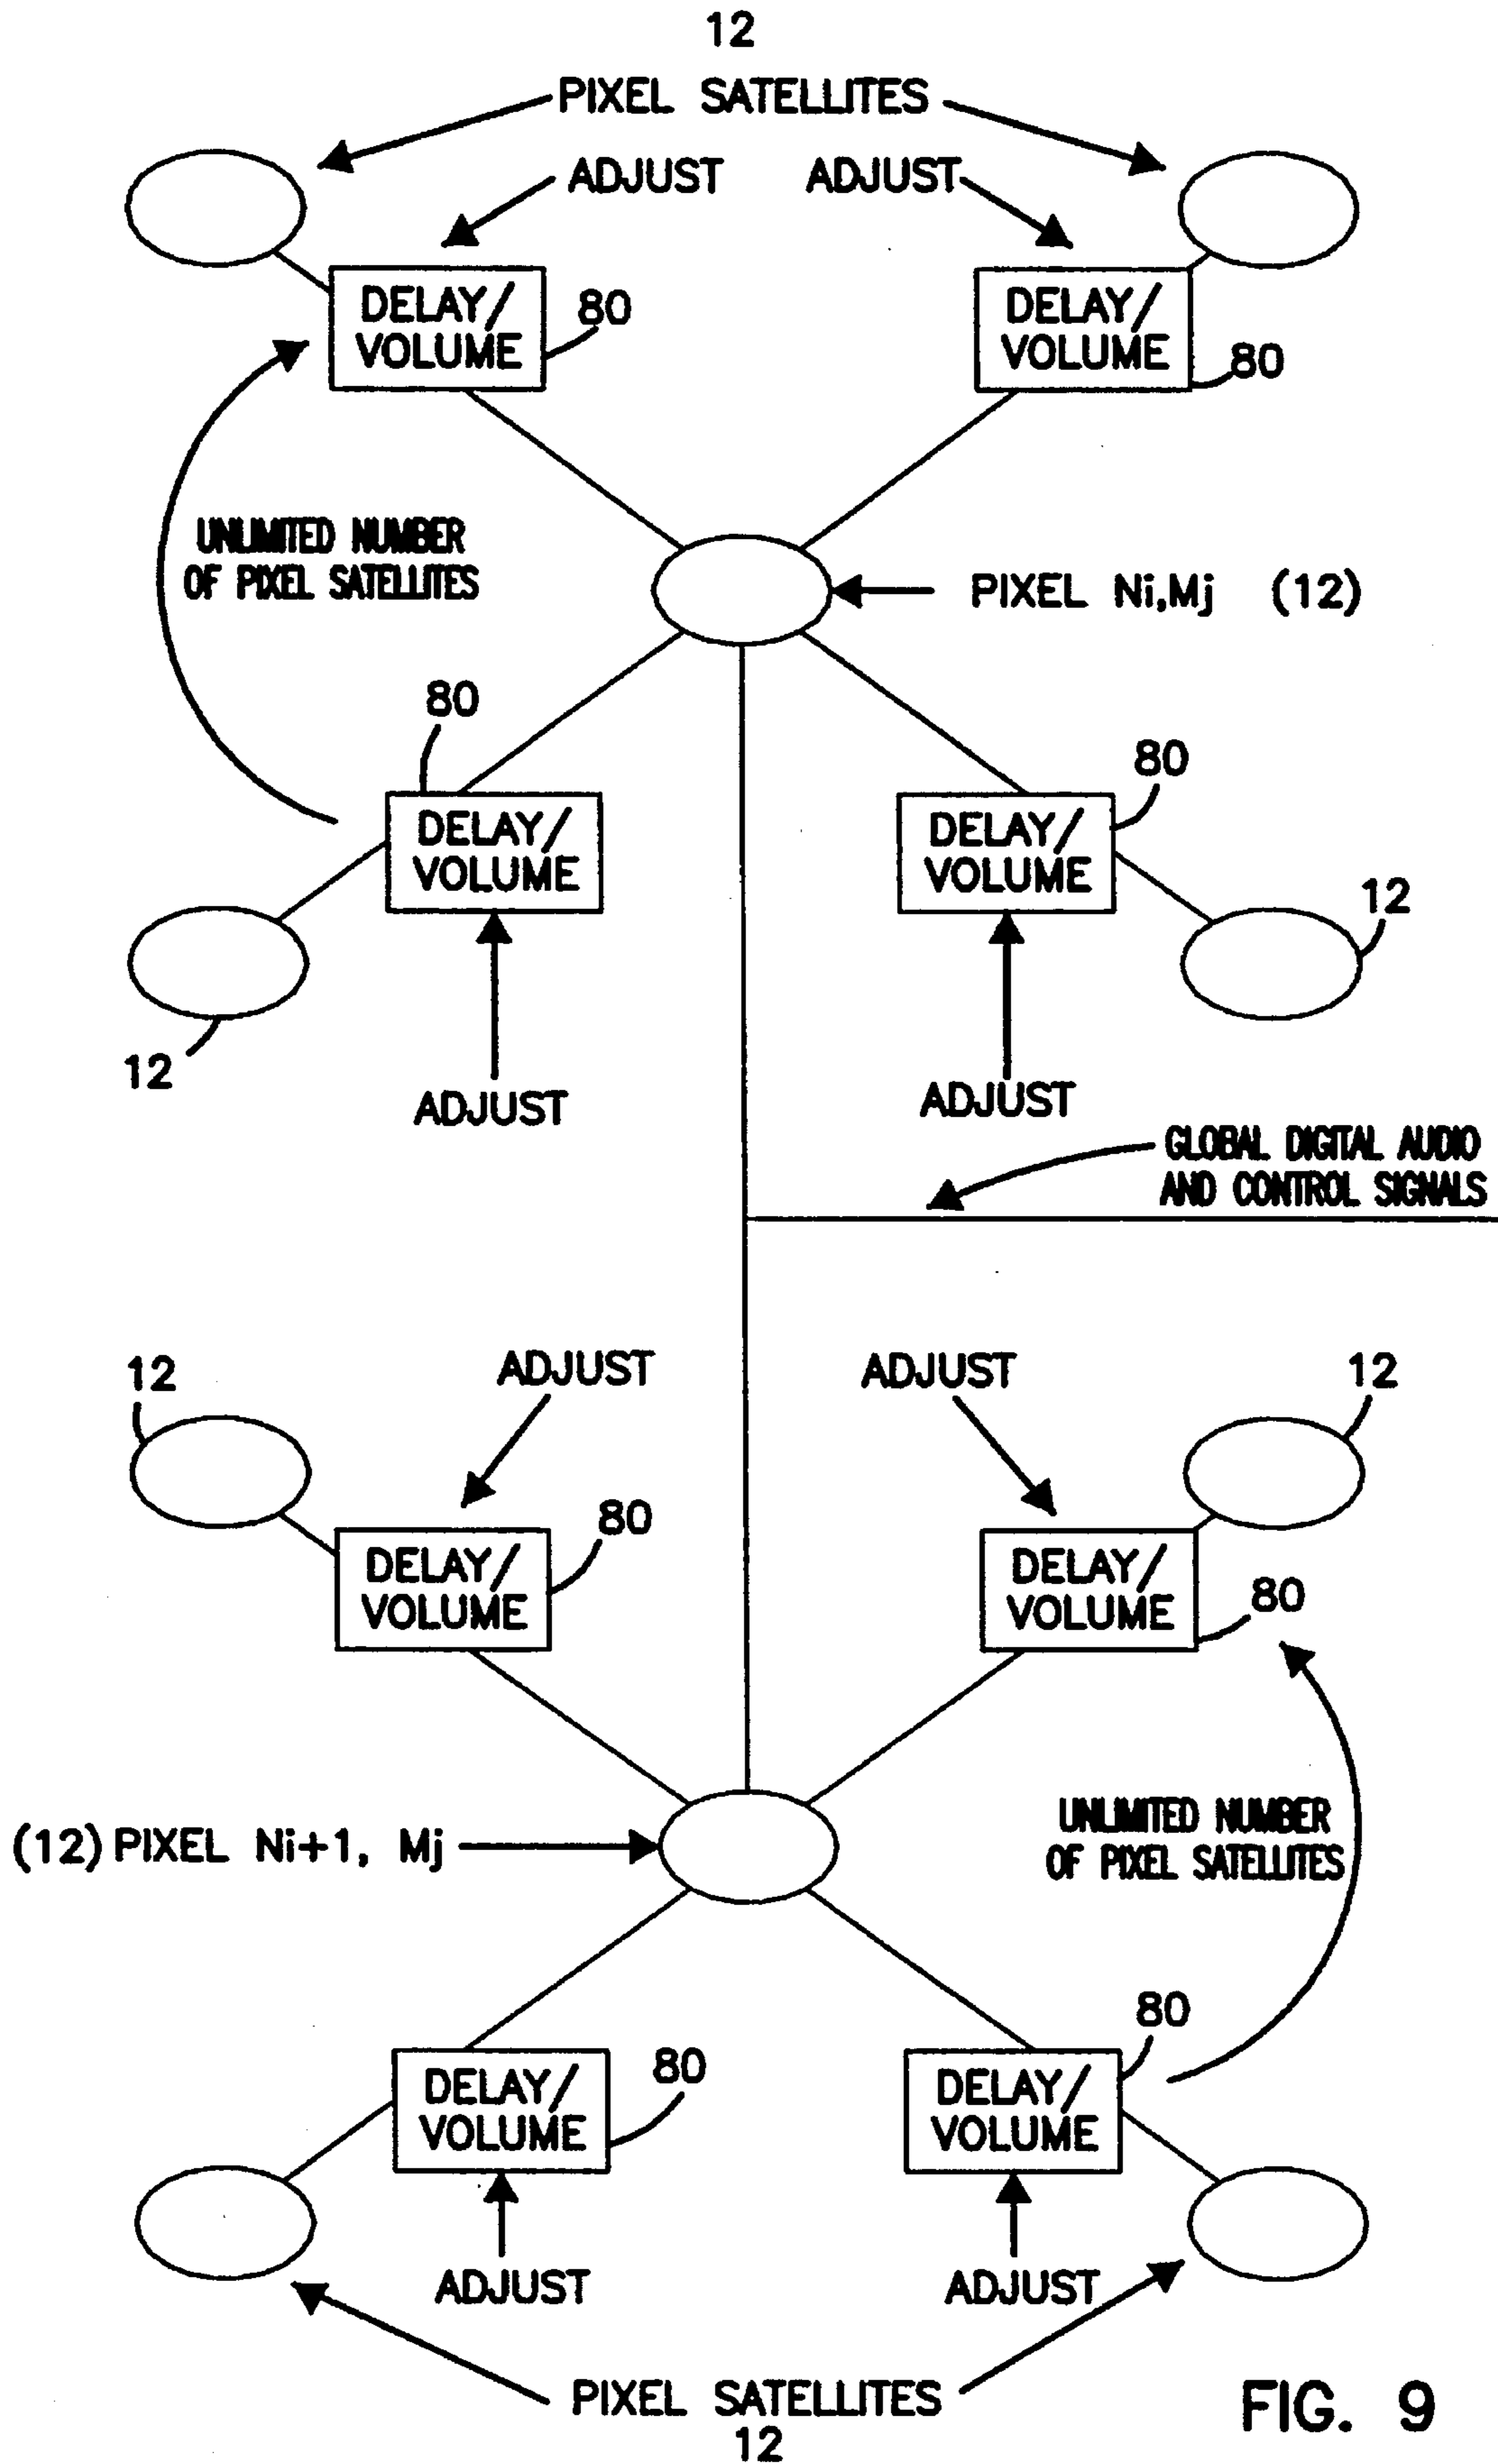 12
PIXEL SATELLITES
ADJUST
ADJUST
DELAY/
VOLUME
80
DELAY/
VOLUME
80
UNLIMITED NUMBER
OF PIXEL SATELLITES
PIXEL Ni,Mj (12)
80
DELAY/
VOLUME
80
DELAY/
VOLUME
12
12
ADJUST
ADJUST
GLOBAL DIGITAL AUDIO
AND CONTROL SIGNALS
12
ADJUST
ADJUST
12
80
DELAY/
VOLUME
DELAY/
VOLUME
80
UNLIMITED NUMBER
OF PIXEL SATELLITES
(12) PIXEL Ni+1, Mj
80
DELAY/
VOLUME
80
DELAY/
VOLUME
ADJUST
ADJUST
PIXEL SATELLITES
12
FIG. 9